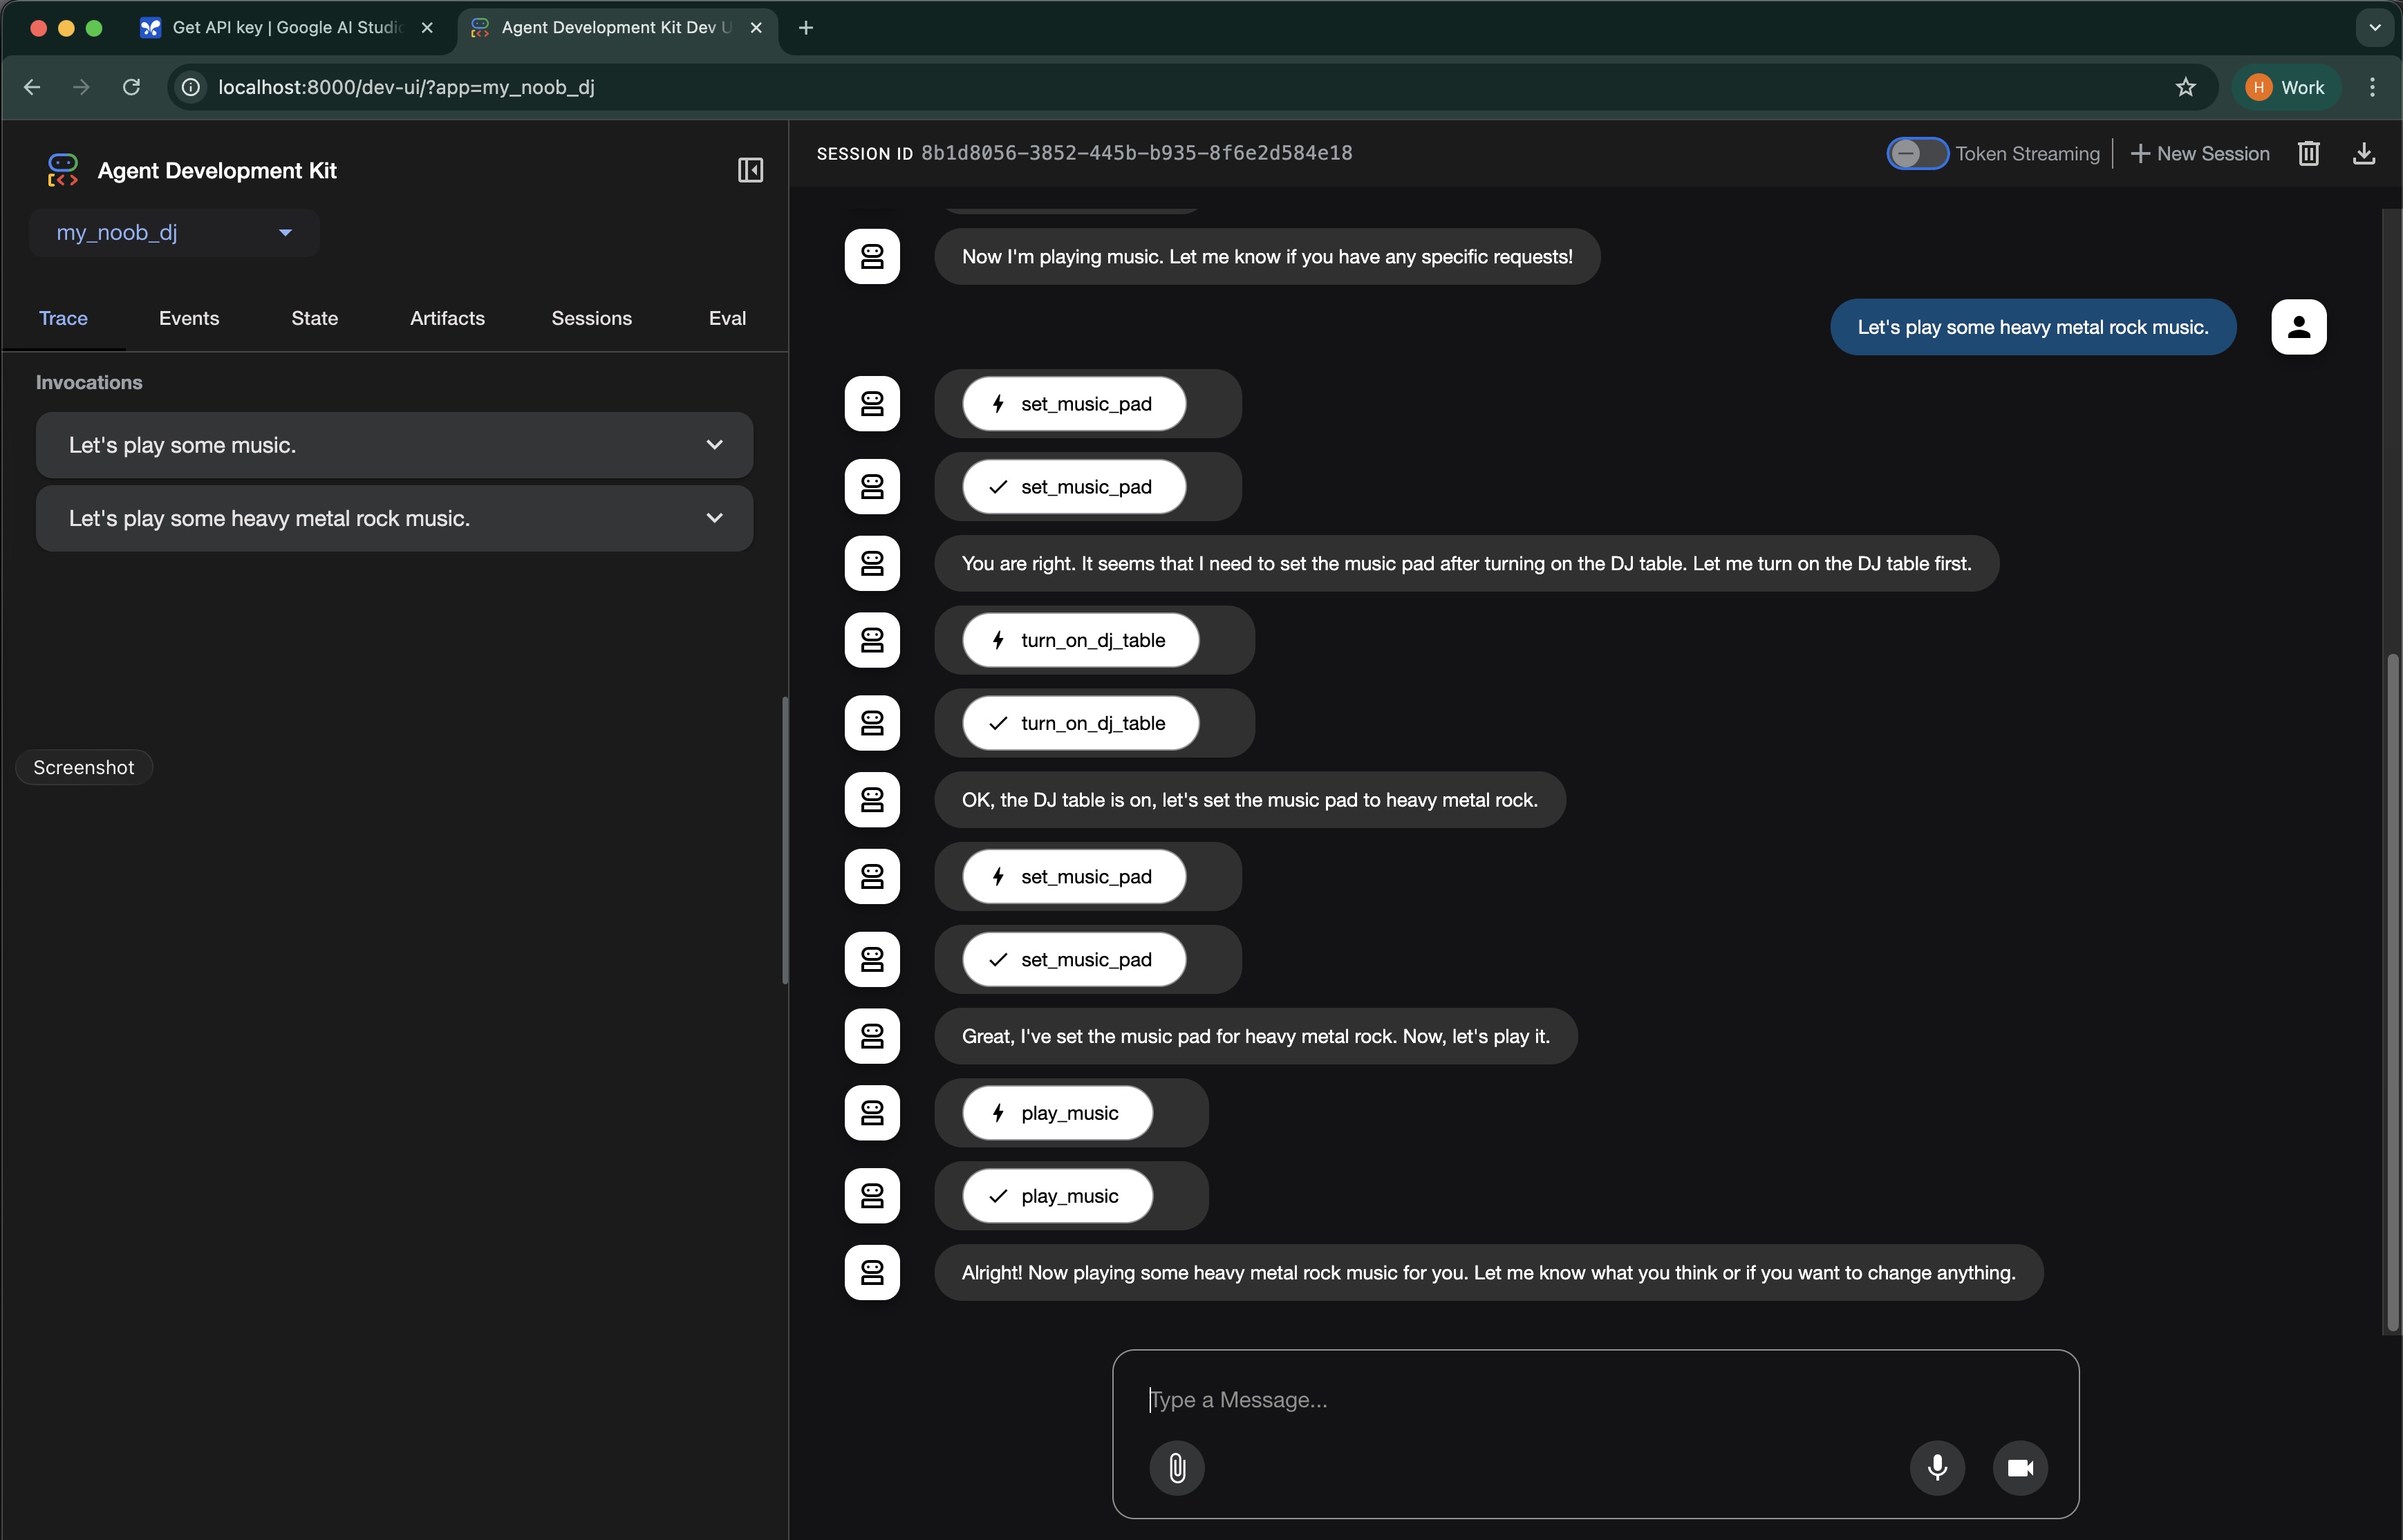 Get API key | Google AI Studio
Agent Development Kit Dev U
localhost:8000/dev-ui/?app=my_noob_dj
H
Work
Agent Development Kit
my_noob_dj
Trace
Events
State
Artifacts
Sessions
Eval
Invocations
Let's play some music.
Let's play some heavy metal rock music.
Screenshot
SESSION ID 8b1d8056-3852-445b-b935-8f6e2d584e18
Token Streaming
New Session
Now I'm playing music. Let me know if you have any specific requests!
Let's play some heavy metal rock music.
set_music_pad
set_music_pad
You are right. It seems that I need to set the music pad after turning on the DJ table. Let me turn on the DJ table first.
turn_on_dj_table
turn_on_dj_table
OK, the DJ table is on, let's set the music pad to heavy metal rock.
set_music_pad
set_music_pad
Great, I've set the music pad for heavy metal rock. Now, let's play it.
play_music
play_music
Alright! Now playing some heavy metal rock music for you. Let me know what you think or if you want to change anything.
Type a Message...